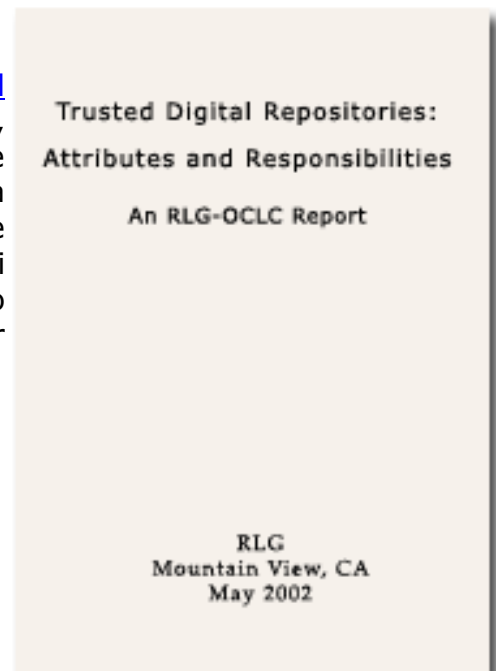 Trusted Digital Repositories:
Attributes and Responsibilities
An RLG-OCLC Report
RLG
Mountain View, CA
May 2002